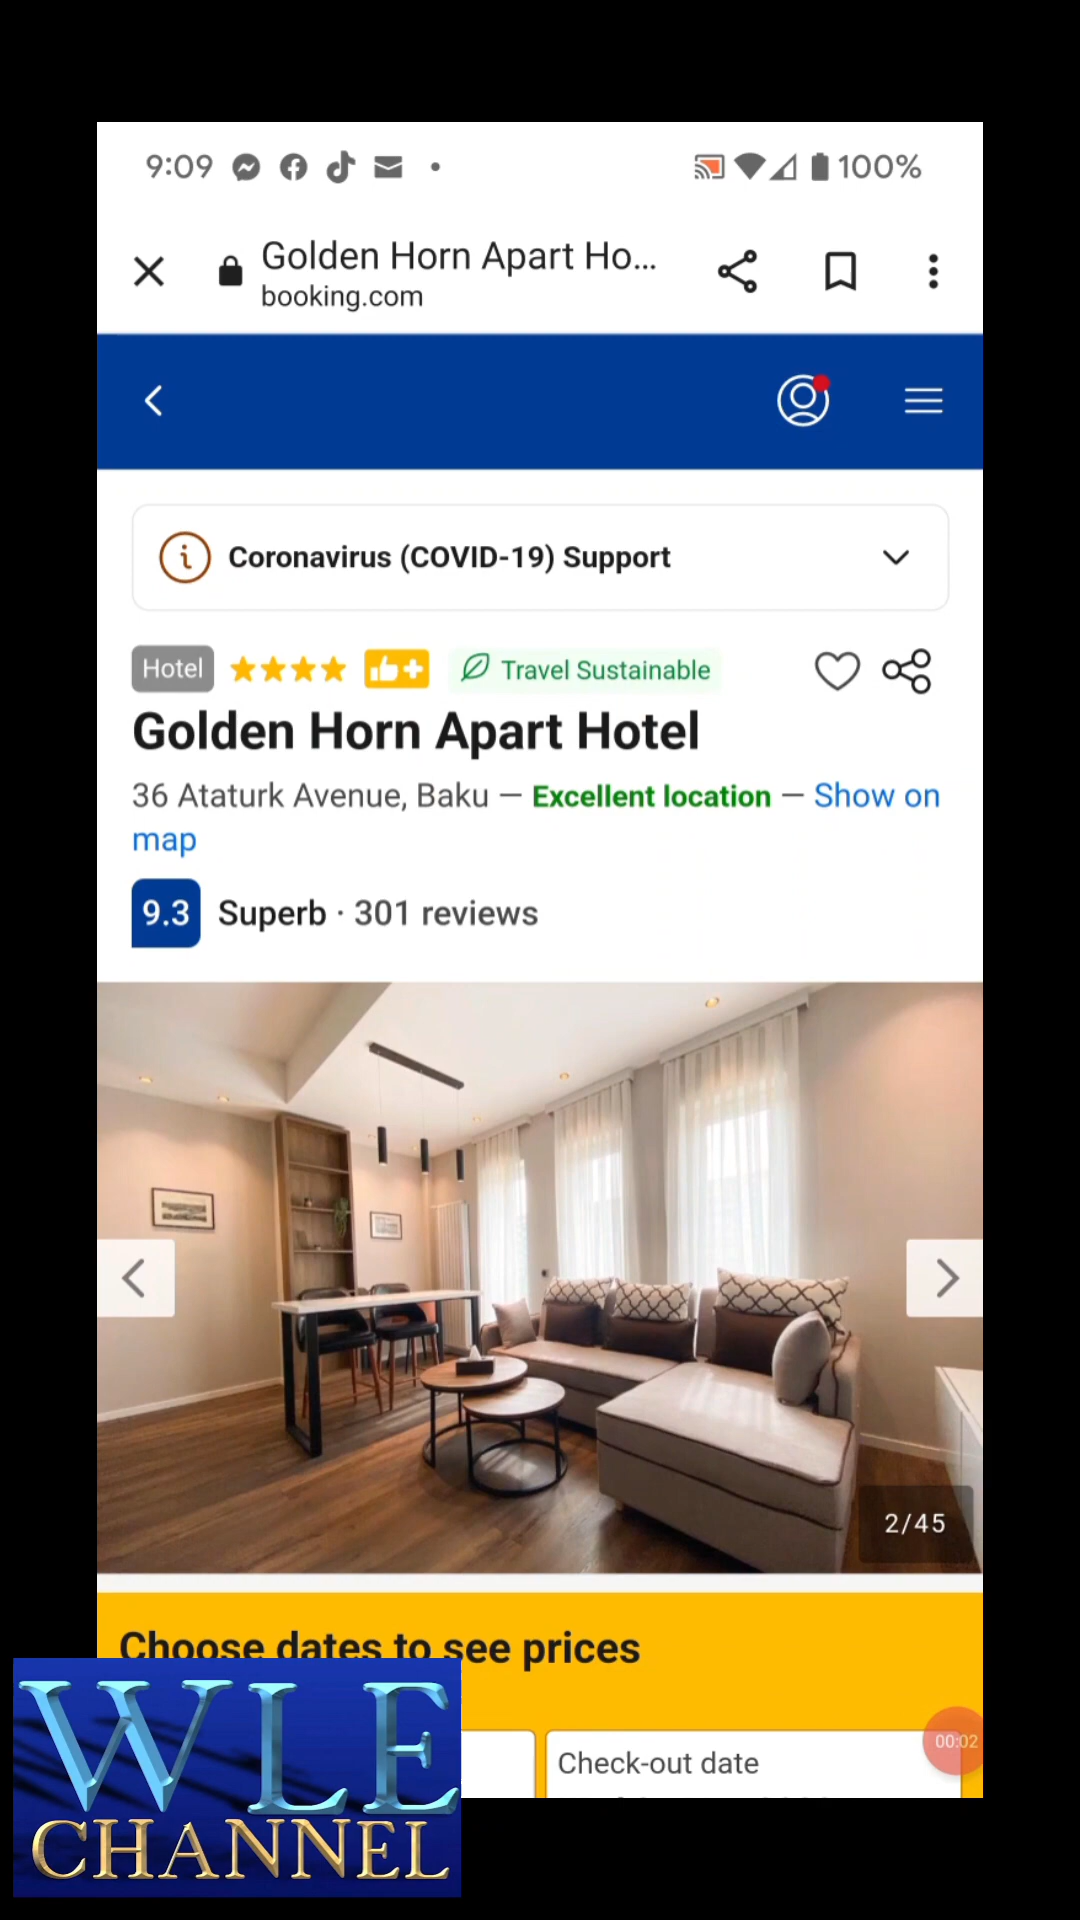 9:09
100%
Golden Horn Apart Ho...
booking.com
Coronavirus (COVID-19) Support
Hotel
Travel Sustainable
Golden Horn Apart Hotel
36 Ataturk Avenue, Baku — Excellent location — Show on
map
9.3 Superb · 301 reviews
2/45
Choose dates to see prices
Check-out date
00:02
WLE
CHANNEL